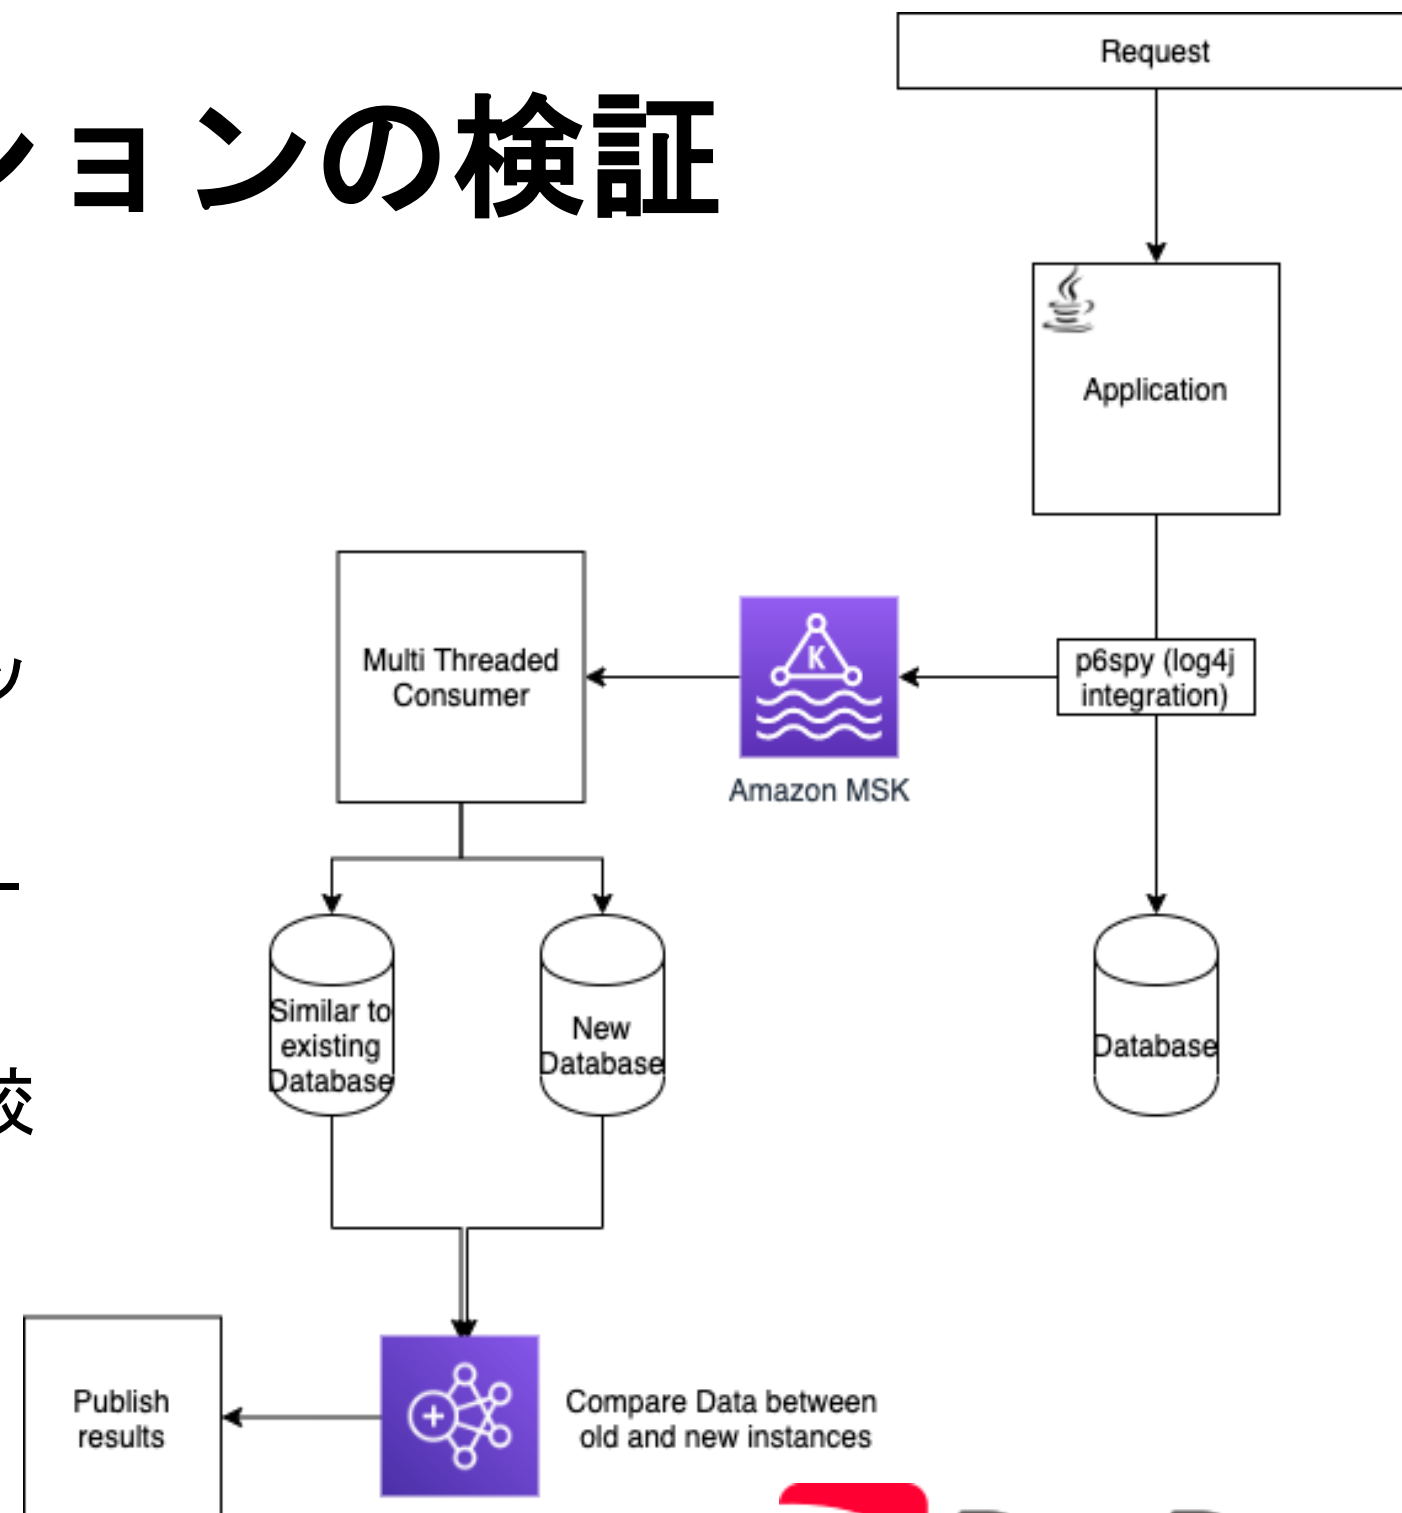 ションの検証
Request
Application
p6spy (log4j
integration)
Multi Threaded
Consumer
K
Amazon MSK
Similar to
existing
Database
New
Database
Database
較
Compare Data between
old and new instances
Publish
results